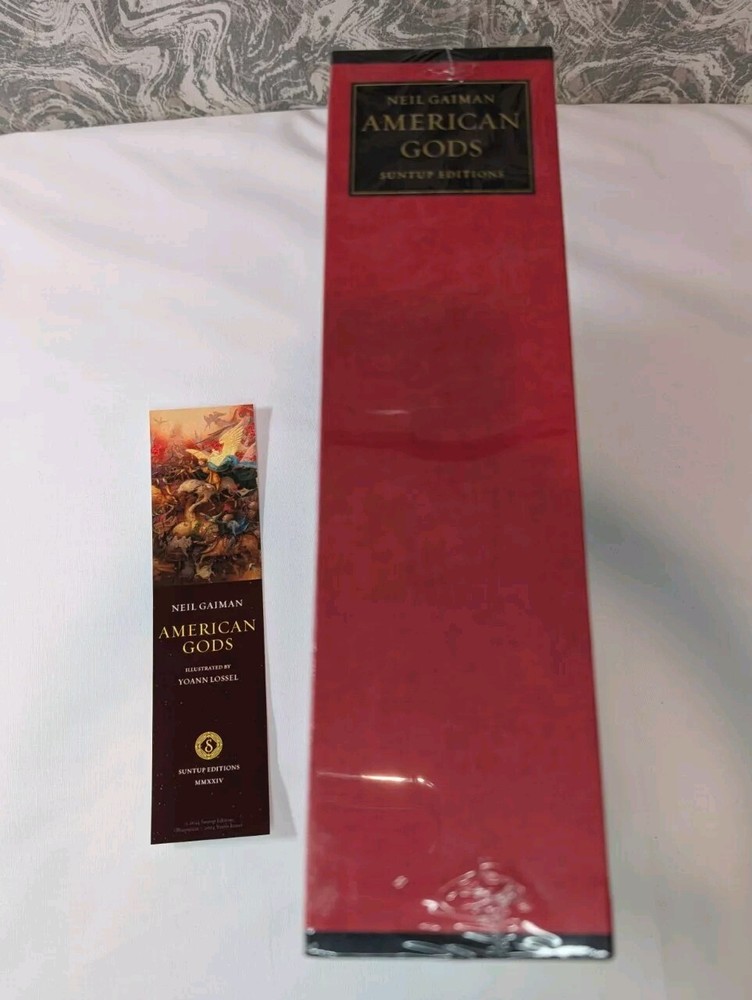 NEIL GAIMAN
AMERICAN
GODS
SUNTUP EDITIONS
NEIL GAIMAN
AMERICAN
GODS
ILLUSTRATED BY
YOANN LOSSEL
S
SUNTUP EDITIONS
MMXXIV